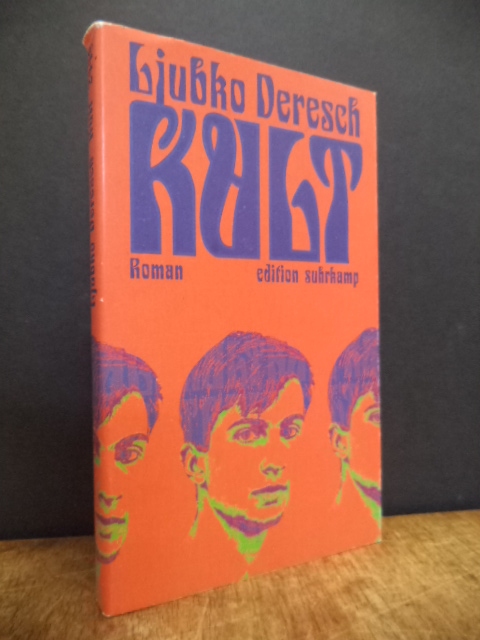 Ljubko Deresch
KULT
Roman
edition suhrkamp